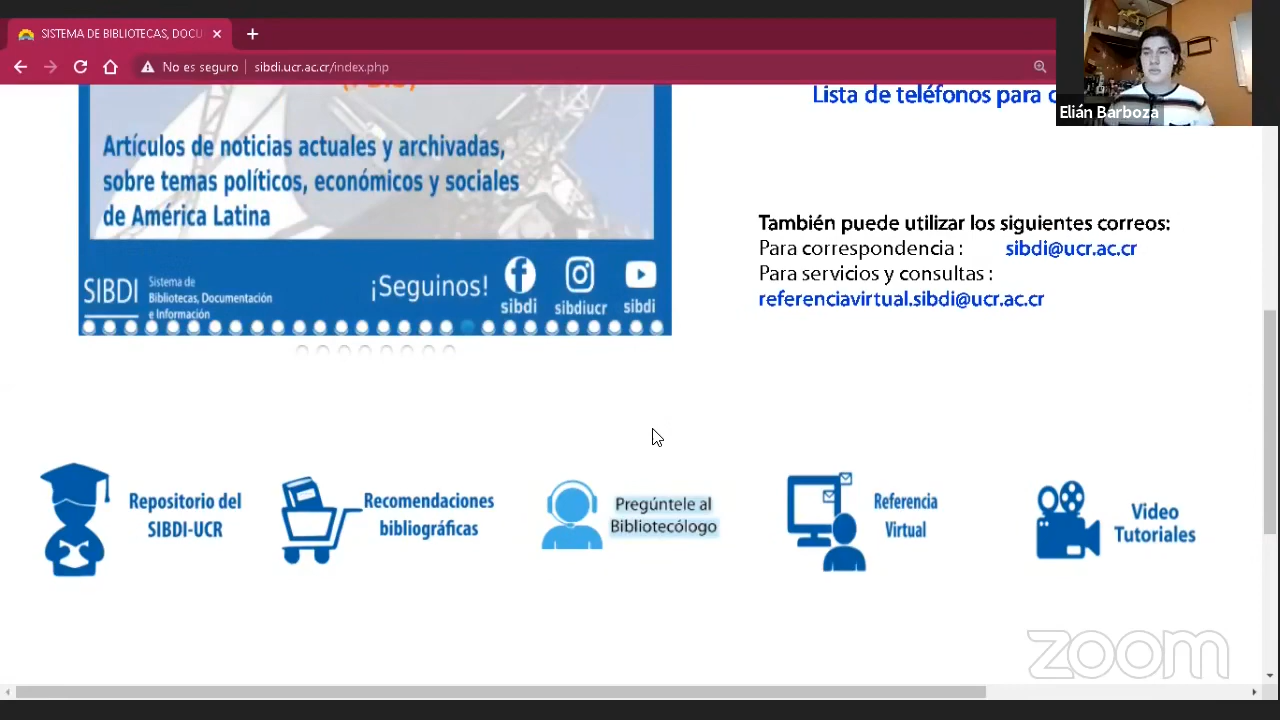 SISTEMA DE BIBLIOTECAS, DOCU
No es seguro
sibdi.ucr.ac.cr/index.php
Elián Barboza
Lista de teléfonos para
Artículos de noticias actuales y archivadas,
sobre temas políticos, económicos y sociales
de América Latina
SIBDI
Sistema de
Bibliotecas, Documentación
e Información
¡Seguinos!
sibdi
sibdiucr
sibdi
También puede utilizar los siguientes correos:
Para correspondencia : sibdi@ucr.ac.cr
Para servicios y consultas :
referenciavirtual.sibdi@ucr.ac.cr
Repositorio del
SIBDI-UCR
Recomendaciones
bibliográficas
Pregúntele al
Bibliotecólogo
Referencia
Virtual
Video
Tutoriales
zoom